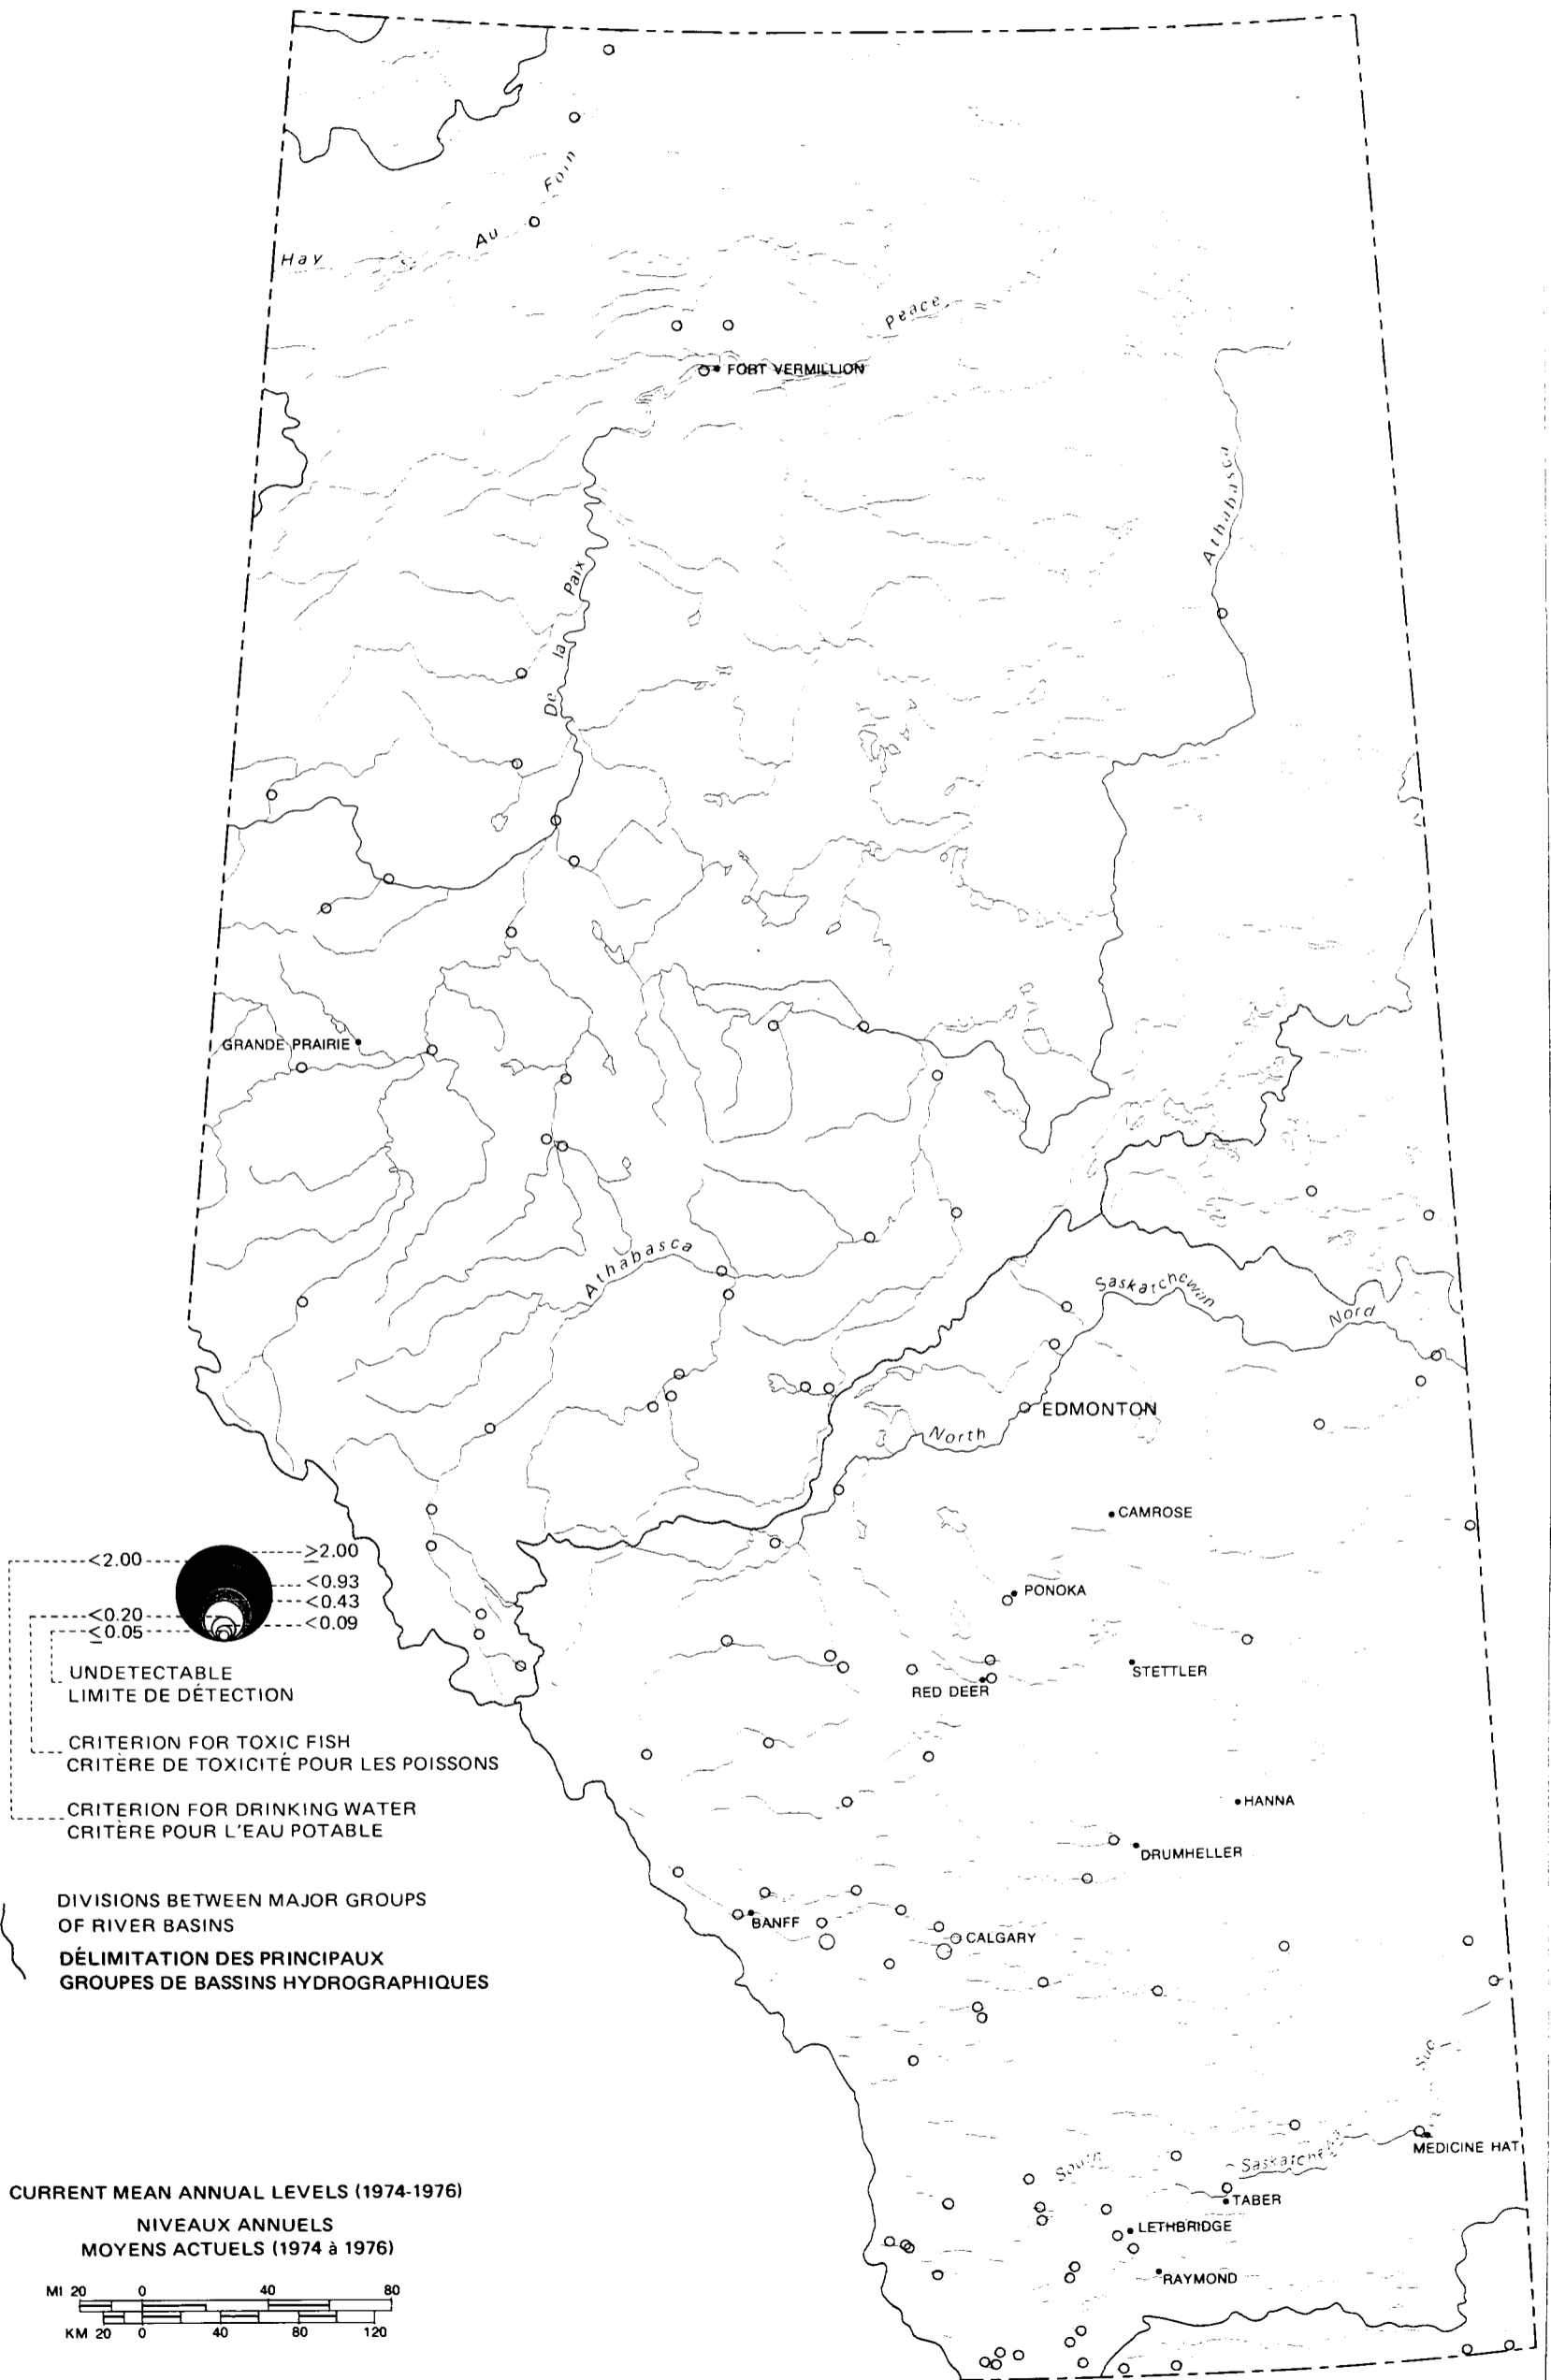 Hay
Au Foin
Peace
FORT VERMILLION
Athabasca
De la Paix
GRANDE PRAIRIE
Athabasca
Saskatchewan
Nord
EDMONTON
North
CAMROSE
<2.00
≥2.00
<0.93
<0.43
<0.20
<0.09
≤0.05
PONOKA
UNDETECTABLE
LIMITE DE DÉTECTION
STETTLER
RED DEER
CRITERION FOR TOXIC FISH
CRITÈRE DE TOXICITÉ POUR LES POISSONS
CRITERION FOR DRINKING WATER
CRITÈRE POUR L'EAU POTABLE
HANNA
DRUMHELLER
DIVISIONS BETWEEN MAJOR GROUPS
OF RIVER BASINS
BANFF
CALGARY
DÉLIMITATION DES PRINCIPAUX
GROUPES DE BASSINS HYDROGRAPHIQUES
Sud
MEDICINE HAT
South
TABER
LETHBRIDGE
RAYMOND
CURRENT MEAN ANNUAL LEVELS (1974-1976)
NIVEAUX ANNUELS
MOYENS ACTUELS (1974 à 1976)
MI 20 0 40 80
KM 20 0 40 80 120